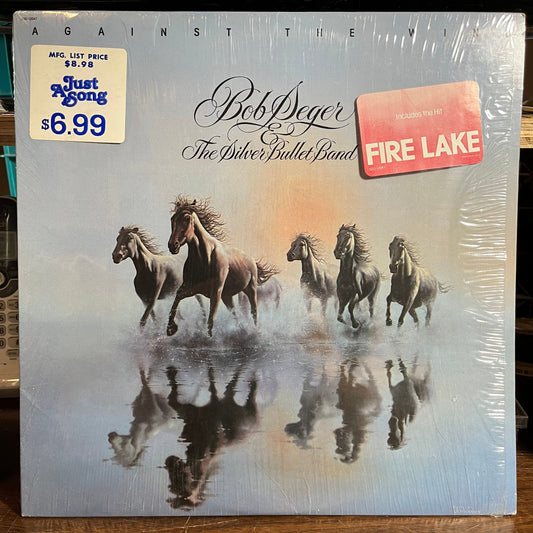 AGAINST THE WIN
MFG. LIST PRICE
$8.98
Just
A Song
$6.99
Bob Seger
&
The Silver Bullet Band
Includes The Hit
FIRE LAKE